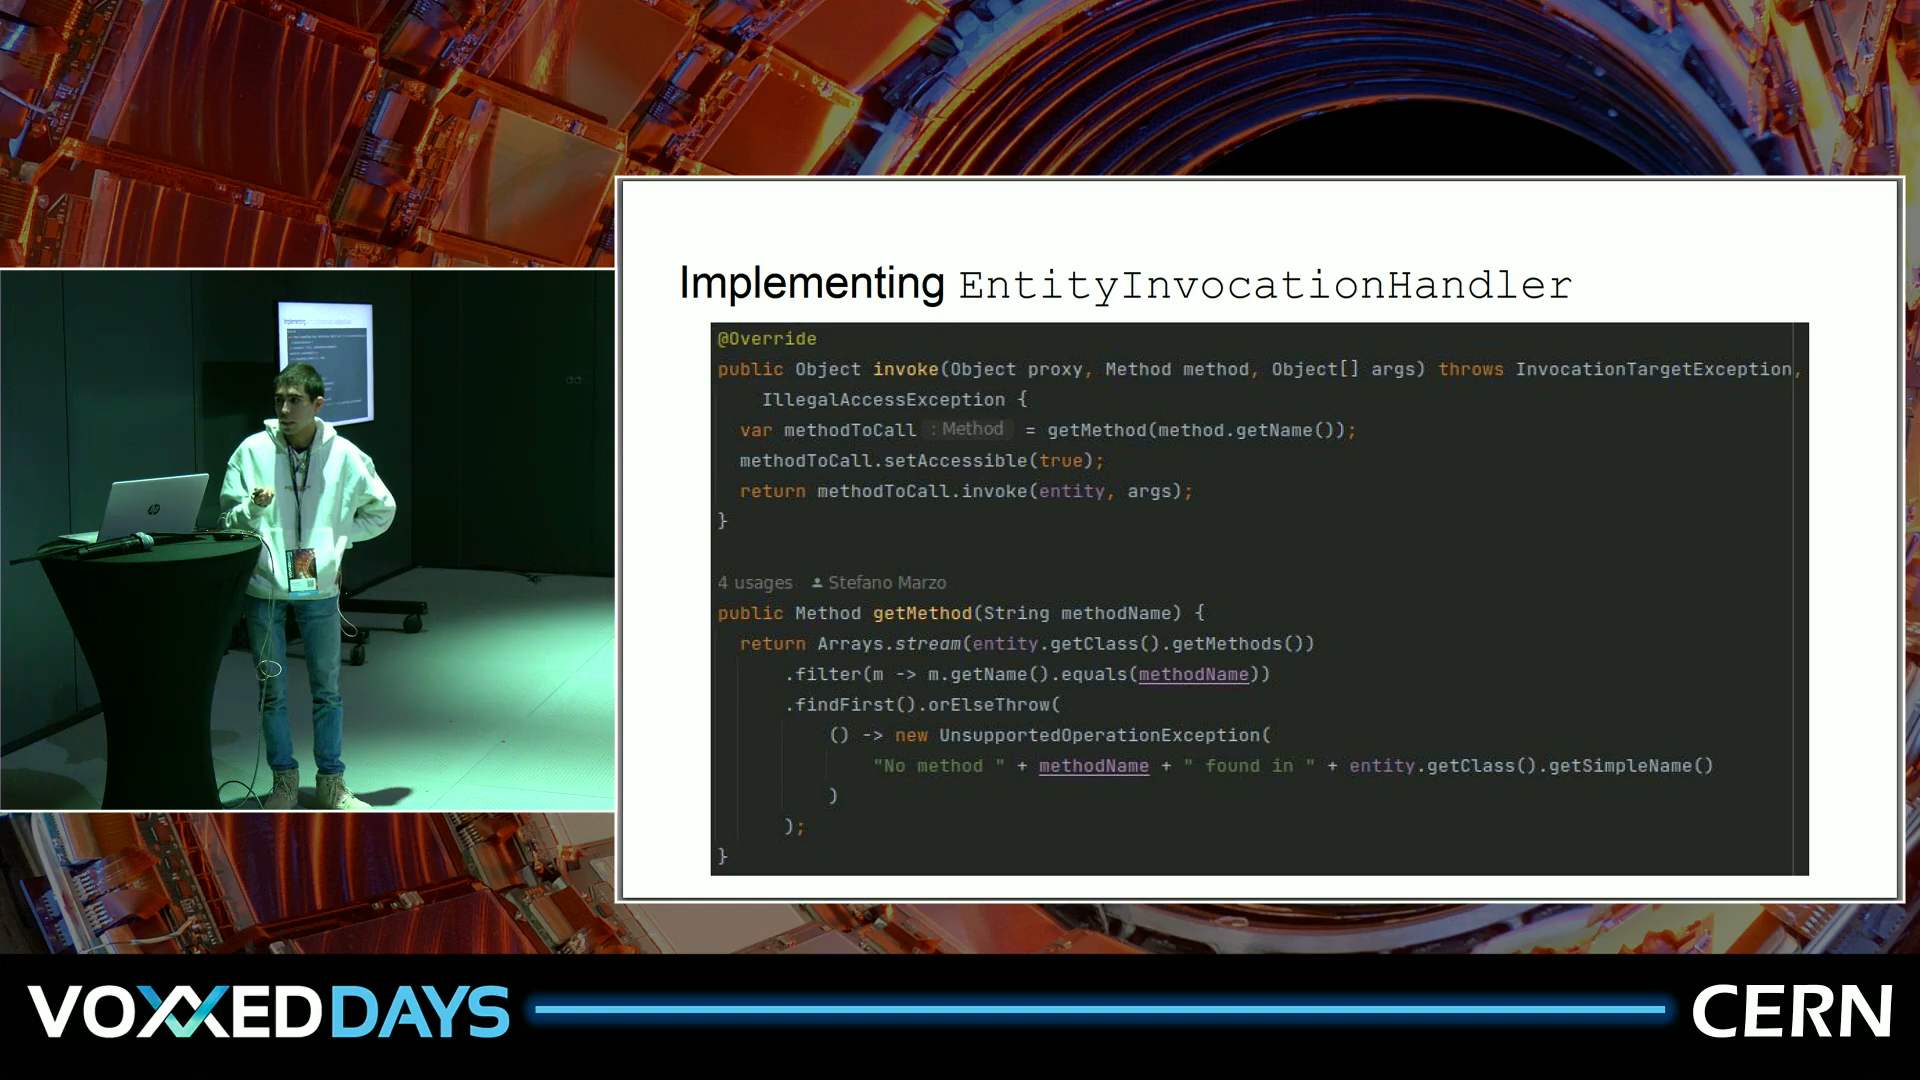 Implementing EntityInvocationHandler
@Override
public Object invoke(Object proxy, Method method, Object[] args) throws InvocationTargetException,
IllegalAccessException {
var methodToCall : Method = getMethod(method.getName());
methodToCall.setAccessible(true);
return methodToCall.invoke(entity, args);
}
4 usages Stefano Marzo
public Method getMethod(String methodName) {
return Arrays.stream(entity.getClass().getMethods())
.filter(m -> m.getName().equals(methodName))
.findFirst().orElseThrow(
() -> new UnsupportedOperationException(
"No method " + methodName + " found in " + entity.getClass().getSimpleName()
)
);
}
hp
VOXXED DAYS
CERN